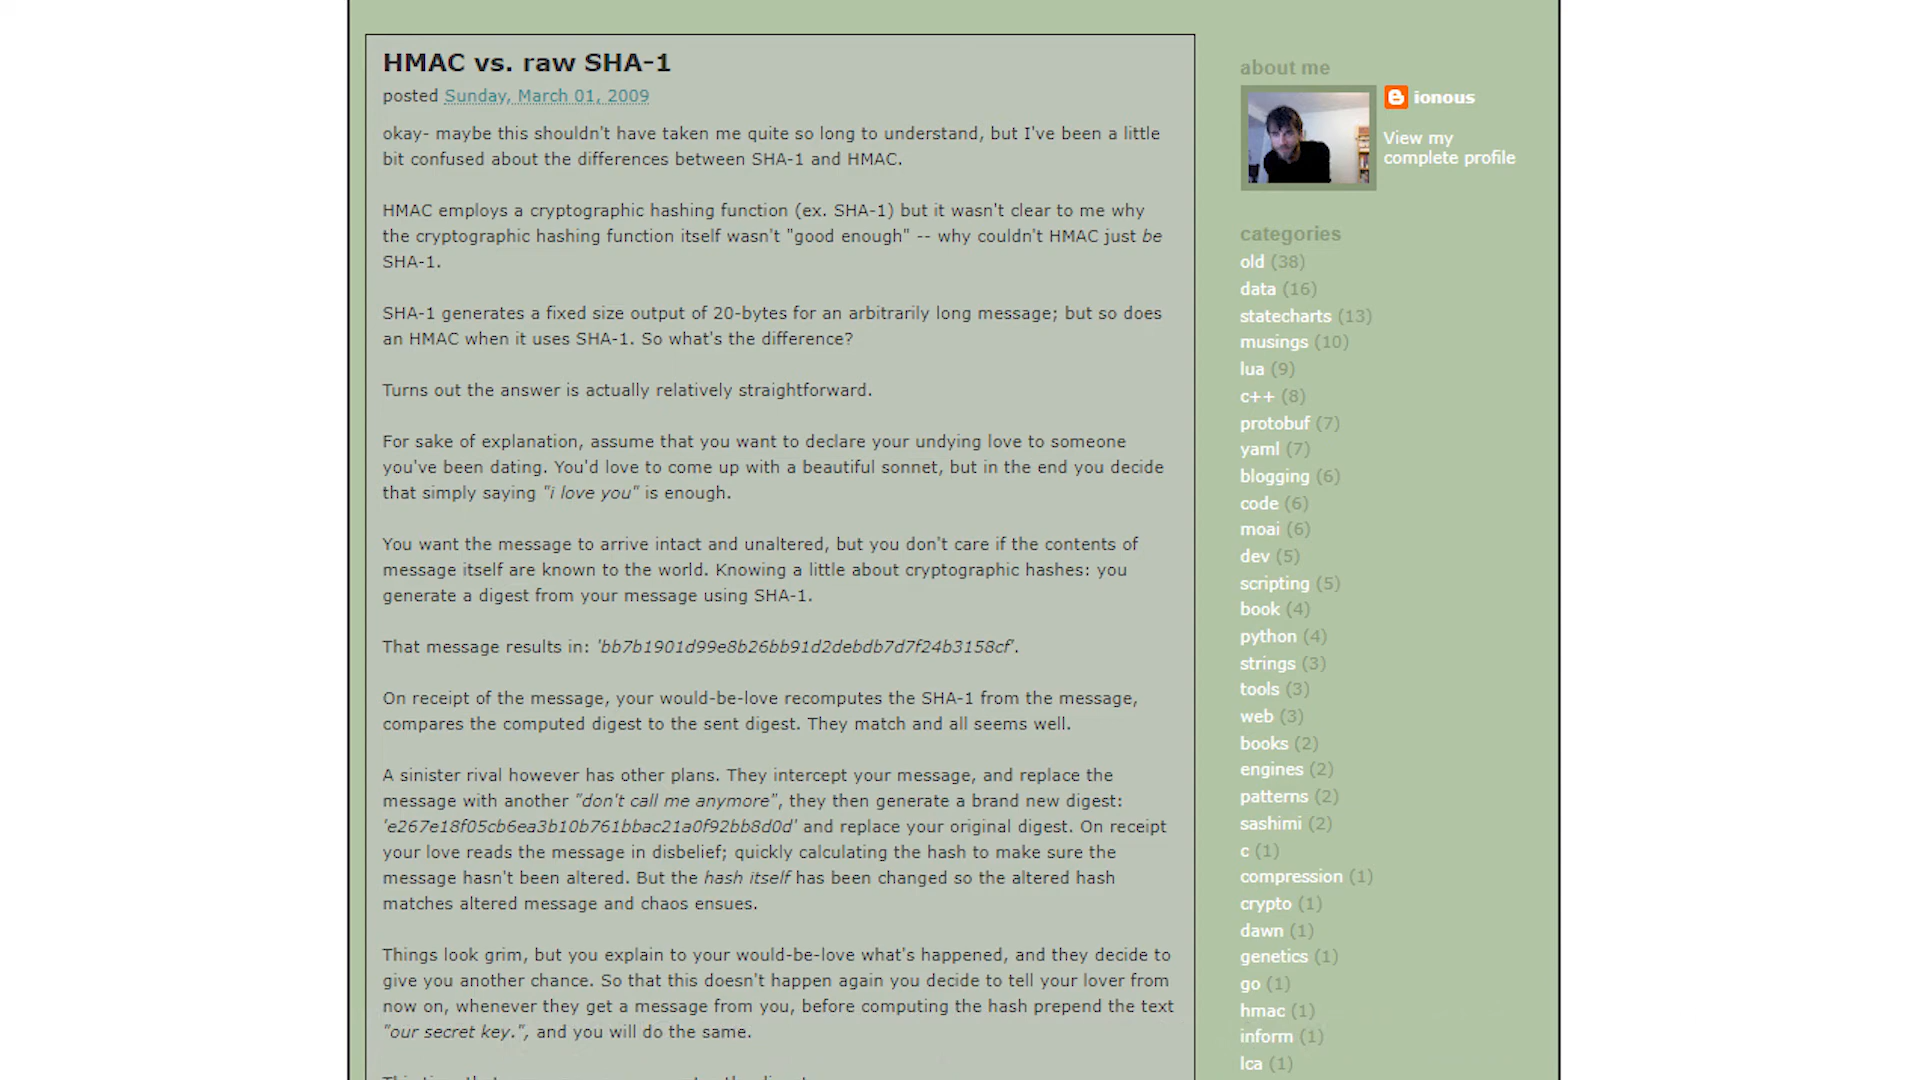 HMAC vs. raw SHA-1
posted Sunday, March 01, 2009
okay- maybe this shouldn't have taken me quite so long to understand, but I've been a little
bit confused about the differences between SHA-1 and HMAC.
HMAC employs a cryptographic hashing function (ex. SHA-1) but it wasn't clear to me why
the cryptographic hashing function itself wasn't "good enough" -- why couldn't HMAC just be
SHA-1.
SHA-1 generates a fixed size output of 20-bytes for an arbitrarily long message; but so does
an HMAC when it uses SHA-1. So what's the difference?
Turns out the answer is actually relatively straightforward.
For sake of explanation, assume that you want to declare your undying love to someone
you've been dating. You'd love to come up with a beautiful sonnet, but in the end you decide
that simply saying "i love you" is enough.
You want the message to arrive intact and unaltered, but you don't care if the contents of
message itself are known to the world. Knowing a little about cryptographic hashes: you
generate a digest from your message using SHA-1.
That message results in: 'bb7b1901d99e8b26bb91d2debdb7d7f24b3158cf'.
On receipt of the message, your would-be-love recomputes the SHA-1 from the message,
compares the computed digest to the sent digest. They match and all seems well.
A sinister rival however has other plans. They intercept your message, and replace the
message with another "don't call me anymore", they then generate a brand new digest:
'e267e18f05cb6ea3b10b761bbac21a0f92bb8d0d' and replace your original digest. On receipt
your love reads the message in disbelief; quickly calculating the hash to make sure the
message hasn't been altered. But the hash itself has been changed so the altered hash
matches altered message and chaos ensues.
Things look grim, but you explain to your would-be-love what's happened, and they decide to
give you another chance. So that this doesn't happen again you decide to tell your lover from
now on, whenever they get a message from you, before computing the hash prepend the text
"our secret key.", and you will do the same.
about me
ionous
View my
complete profile
categories
old (38)
data (16)
statecharts (13)
musings (10)
lua (9)
c++ (8)
protobuf (7)
yaml (7)
blogging (6)
code (6)
moai (6)
dev (5)
scripting (5)
book (4)
python (4)
strings (3)
tools (3)
web (3)
books (2)
engines (2)
patterns (2)
sashimi (2)
c (1)
compression (1)
crypto (1)
dawn (1)
genetics (1)
go (1)
hmac (1)
inform (1)
lca (1)